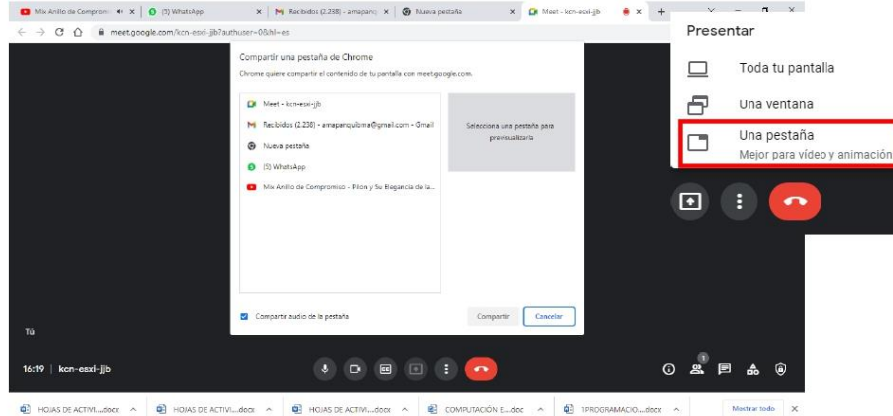 Mix Anillo de Compromi
(5) WhatsApp
Recibidos (2.238) - amapanq
Nueva pestaña
Meet - kcn-esxi-jjb
meet.google.com/kcn-esxi-jjb?authuser=0&hl=es
Compartir una pestaña de Chrome
Chrome quiere compartir el contenido de tu pantalla con meet.google.com.
Meet - kcn-esxi-jjb
Recibidos (2.238) - amapanquibma@gmail.com - Gmail
Nueva pestaña
(5) WhatsApp
Mix Anillo de Compromiso - Pilon y Su Elegancia de la...
Selecciona una pestaña para
previsualizarla
Compartir audio de la pestaña
Compartir
Cancelar
Presentar
Toda tu pantalla
Una ventana
Una pestaña
Mejor para vídeo y animación
Tú
16:19 | kcn-esxi-jjb
1
HOJAS DE ACTIVI....docx
HOJAS DE ACTIVI....docx
HOJAS DE ACTIVI....docx
COMPUTACIÓN E....doc
1PROGRAMACIO....docx
Mostrar todo